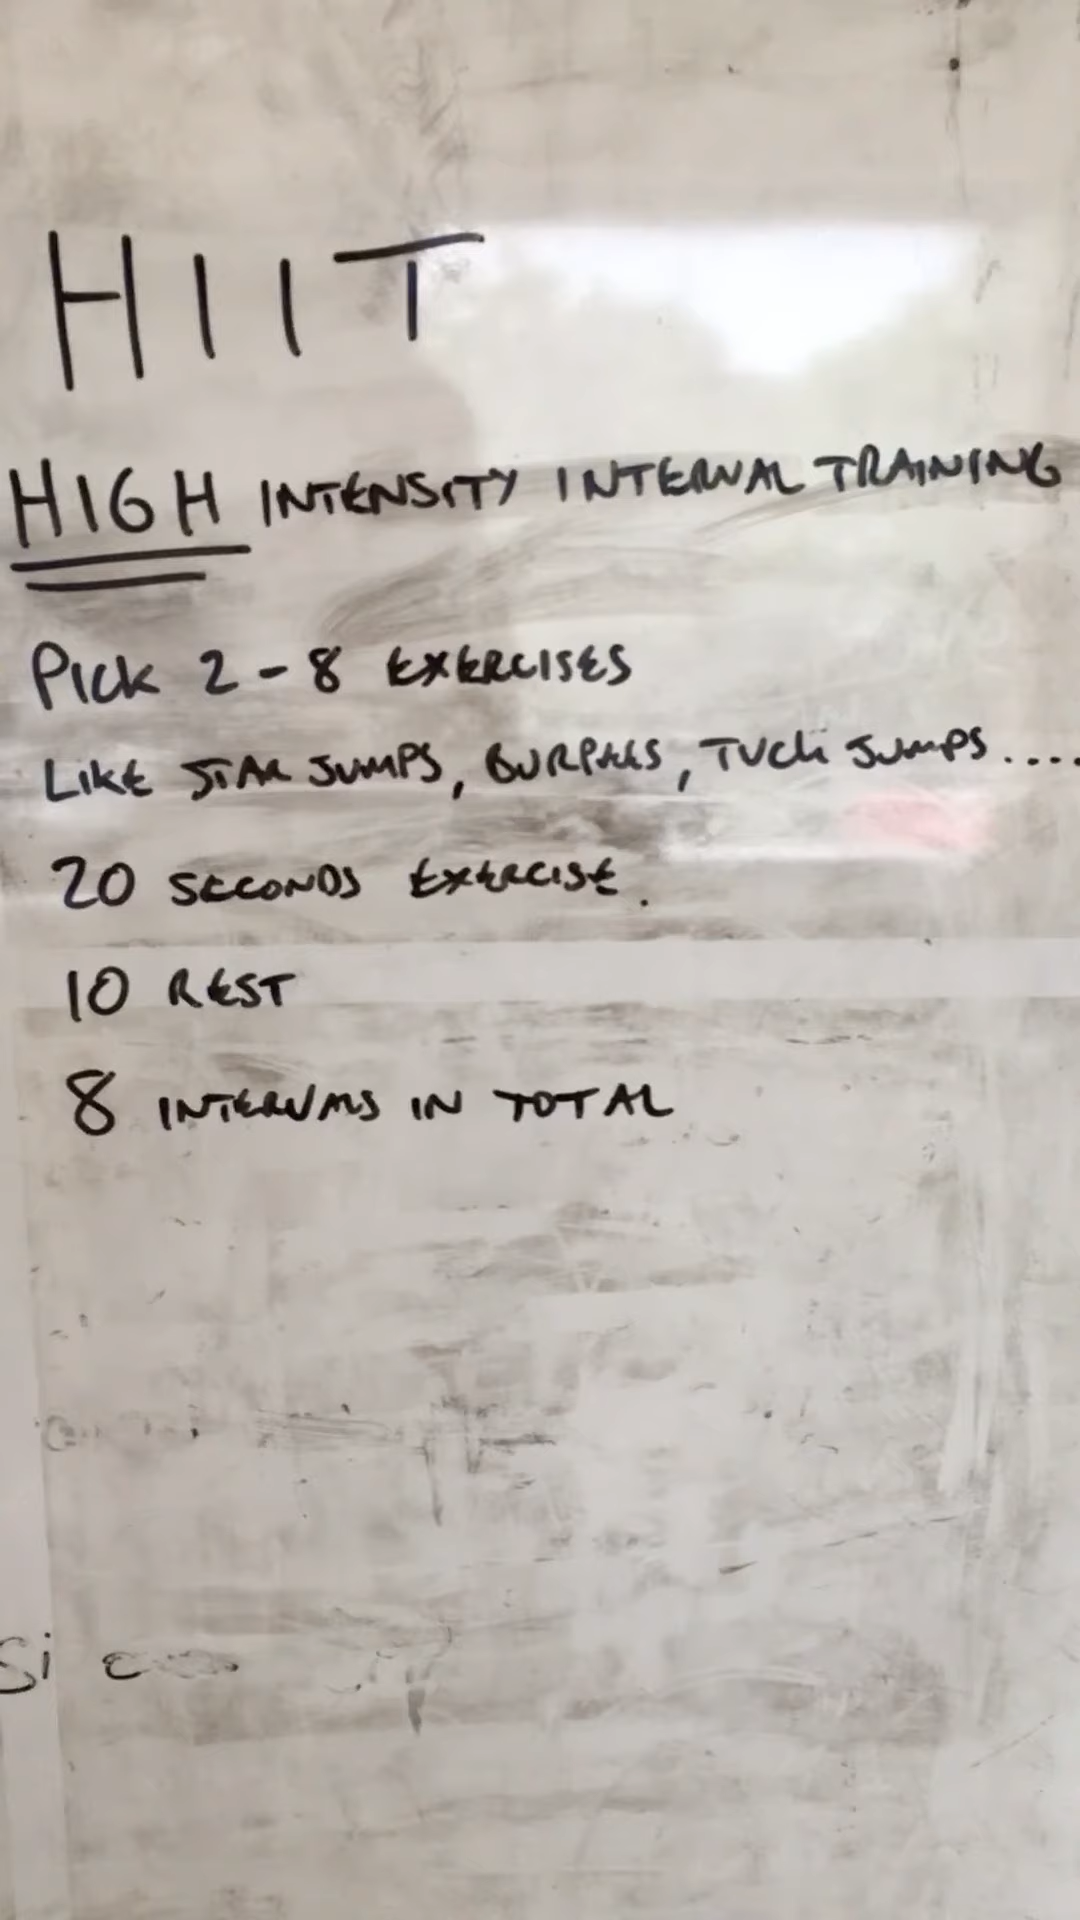 HIIT
HIGH INTENSITY INTERVAL TRAINING
PICK 2-8 EXERCISES
LIKE STAR JUMPS, BURPEES, TUCK JUMPS....
20 SECONDS EXERCISE.
10 REST
8 INTERVALS IN TOTAL
Si